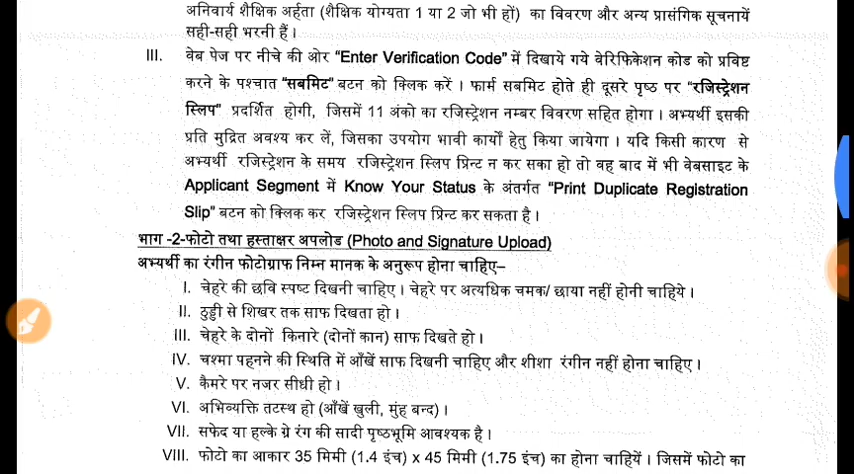 अनिवार्य शैक्षिक अर्हता (शैक्षिक योग्यता 1 या 2 जो भी हों) का विवरण और अन्य प्रासंगिक सूचनायें
सही-सही भरनी हैं।
III. वेब पेज पर नीचे की ओर "Enter Verification Code" में दिखाये गये वेरिफिकेशन कोड को प्रविष्ट
करने के पश्चात "सबमिट" बटन को क्लिक करें। फार्म सबमिट होते ही दूसरे पृष्ठ पर "रजिस्ट्रेशन
स्लिप" प्रदर्शित होगी, जिसमें 11 अंको का रजिस्ट्रेशन नम्बर विवरण सहित होगा। अभ्यर्थी इसकी
प्रति मुद्रित अवश्य कर लें, जिसका उपयोग भावी कार्यो हेतु किया जायेगा। यदि किसी कारण से
अभ्यर्थी रजिस्ट्रेशन के समय रजिस्ट्रेशन स्लिप प्रिन्ट न कर सका हो तो वह बाद में भी वेबसाइट के
Applicant Segment में Know Your Status के अंतर्गत "Print Duplicate Registration
Slip" बटन को क्लिक कर रजिस्ट्रेशन स्लिप प्रिन्ट कर सकता है।
भाग -2-फोटो तथा हस्ताक्षर अपलोड (Photo and Signature Upload)
अभ्यर्थी का रंगीन फोटोग्राफ निम्न मानक के अनुरूप होना चाहिए–
I. चेहरे की छवि स्पष्ट दिखनी चाहिए। चेहरे पर अत्यधिक चमक/ छाया नहीं होनी चाहिये।
II. ठुड्डी से शिखर तक साफ दिखता हो।
III. चेहरे के दोनों किनारे (दोनों कान) साफ दिखते हो।
IV. चश्मा पहनने की स्थिति में आँखें साफ दिखनी चाहिए और शीशा रंगीन नहीं होना चाहिए।
V. कैमरे पर नजर सीधी हो।
VI. अभिव्यक्ति तटस्थ हो (आँखें खुली, मुंह बन्द)।
VII. सफेद या हल्के ग्रे रंग की सादी पृष्ठभूमि आवश्यक है।
VIII. फोटो का आकार 35 मिमी (1.4 इंच) x 45 मिमी (1.75 इंच) का होना चाहियें। जिसमें फोटो का